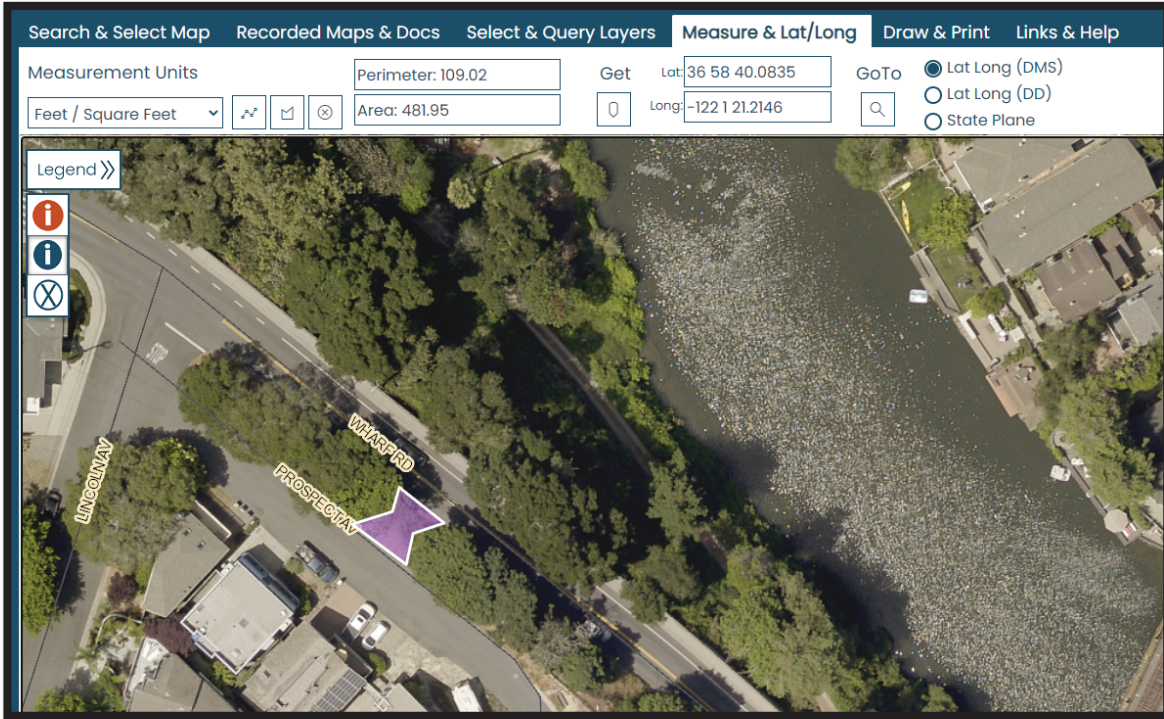 Search & Select Map Recorded Maps & Docs Select & Query Layers Measure & Lat/Long Draw & Print Links & Help
Measurement Units
Feet / Square Feet
Perimeter: 109.02
Area: 481.95
Get
Lat: 36 58 40.0835
Long: -122 1 21.2146
GoTo
Lat Long (DMS)
Lat Long (DD)
State Plane
Legend
WHARF RD
PROSPECT AV
LINCOLN AV